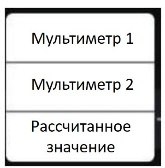 Мультиметр 1
Мультиметр 2
Рассчитанное
значение